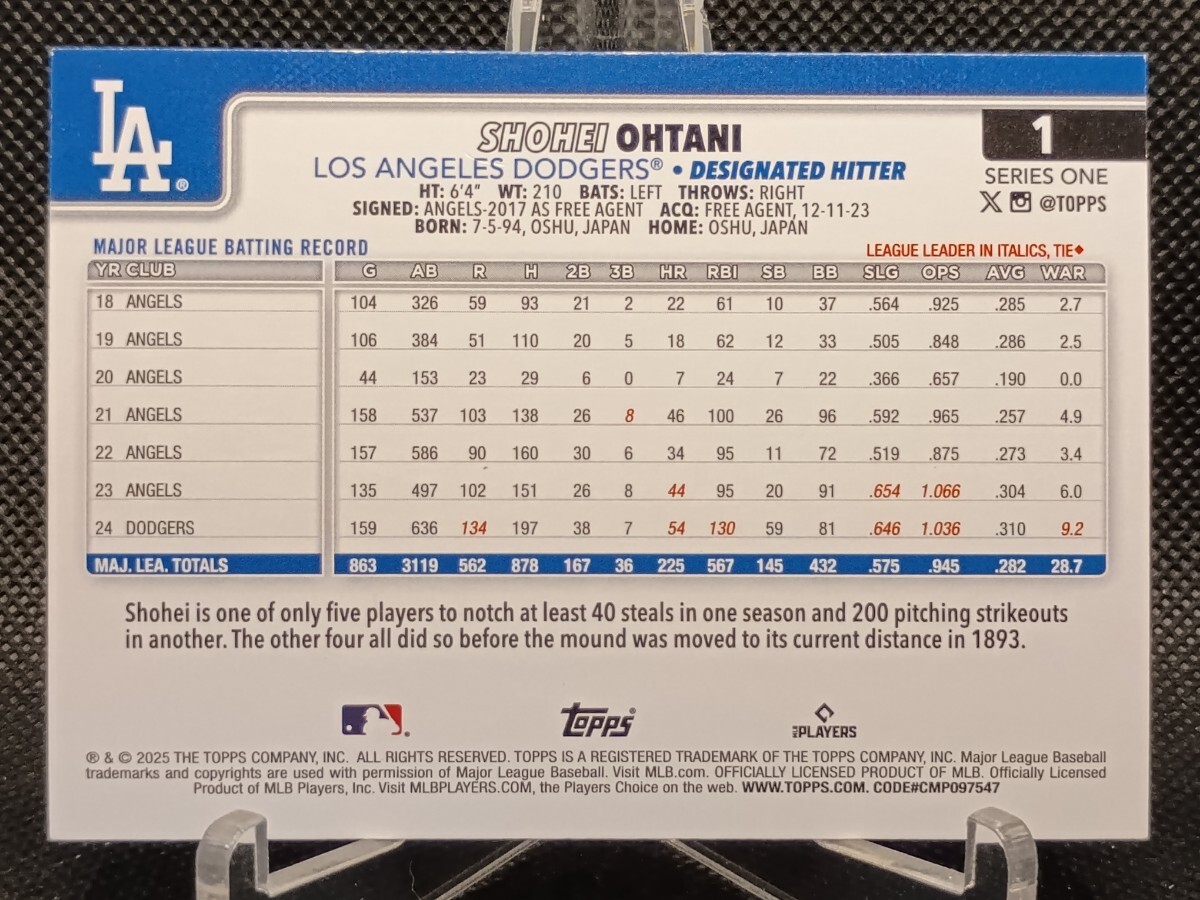 LA®
SHOHEI OHTANI
1
LOS ANGELES DODGERS® • DESIGNATED HITTER
SERIES ONE
HT: 6'4" WT: 210 BATS: LEFT THROWS: RIGHT
@TOPPS
SIGNED: ANGELS-2017 AS FREE AGENT ACQ: FREE AGENT, 12-11-23
BORN: 7-5-94, OSHU, JAPAN HOME: OSHU, JAPAN
MAJOR LEAGUE BATTING RECORD LEAGUE LEADER IN ITALICS, TIE◆
YR CLUB G AB R H 2B 3B HR RBI SB BB SLG OPS AVG WAR
18 ANGELS 104 326 59 93 21 2 22 61 10 37 .564 .925 .285 2.7
19 ANGELS 106 384 51 110 20 5 18 62 12 33 .505 .848 .286 2.5
20 ANGELS 44 153 23 29 6 0 7 24 7 22 .366 .657 .190 0.0
21 ANGELS 158 537 103 138 26 8 46 100 26 96 .592 .965 .257 4.9
22 ANGELS 157 586 90 160 30 6 34 95 11 72 .519 .875 .273 3.4
23 ANGELS 135 497 102 151 26 8 44 95 20 91 .654 1.066 .304 6.0
24 DODGERS 159 636 134 197 38 7 54 130 59 81 .646 1.036 .310 9.2
MAJ. LEA. TOTALS 863 3119 562 878 167 36 225 567 145 432 .575 .945 .282 28.7
Shohei is one of only five players to notch at least 40 steals in one season and 200 pitching strikeouts
in another. The other four all did so before the mound was moved to its current distance in 1893.
Topps® MLB PLAYERS
® & © 2025 THE TOPPS COMPANY, INC. ALL RIGHTS RESERVED. TOPPS IS A REGISTERED TRADEMARK OF THE TOPPS COMPANY, INC. Major League Baseball
trademarks and copyrights are used with permission of Major League Baseball. Visit MLB.com. OFFICIALLY LICENSED PRODUCT OF MLB. Officially Licensed
Product of MLB Players, Inc. Visit MLBPLAYERS.COM, the Players Choice on the web. WWW.TOPPS.COM. CODE#CMP097547